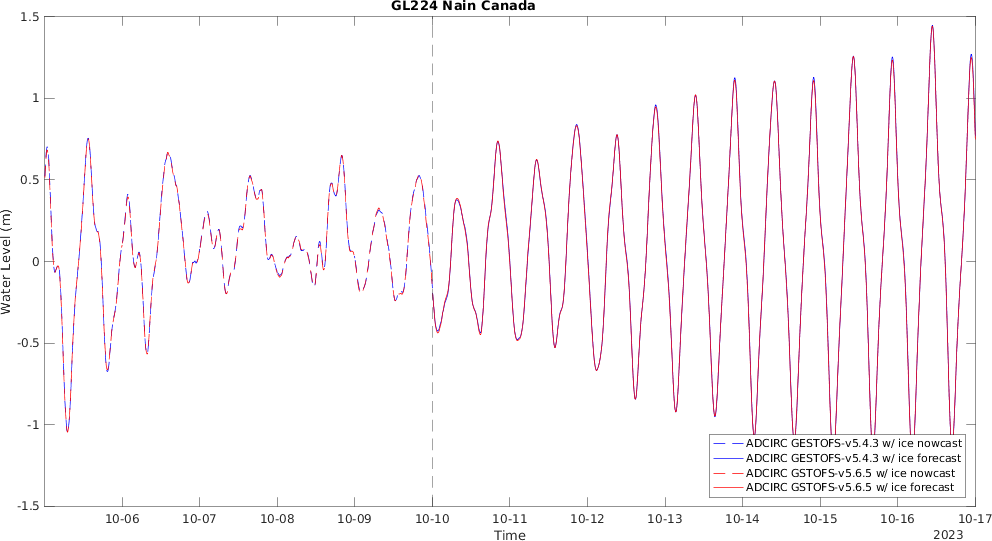 GL224 Nain Canada
1.5
1
0.5
0
-0.5
-1
-1.5
Water Level (m)
10-06 10-07 10-08 10-09 10-10 10-11 10-12 10-13 10-14 10-15 10-16 10-17
Time
2023
ADCIRC GESTOFS-v5.4.3 w/ ice nowcast
ADCIRC GESTOFS-v5.4.3 w/ ice forecast
ADCIRC GSTOFS-v5.6.5 w/ ice nowcast
ADCIRC GSTOFS-v5.6.5 w/ ice forecast